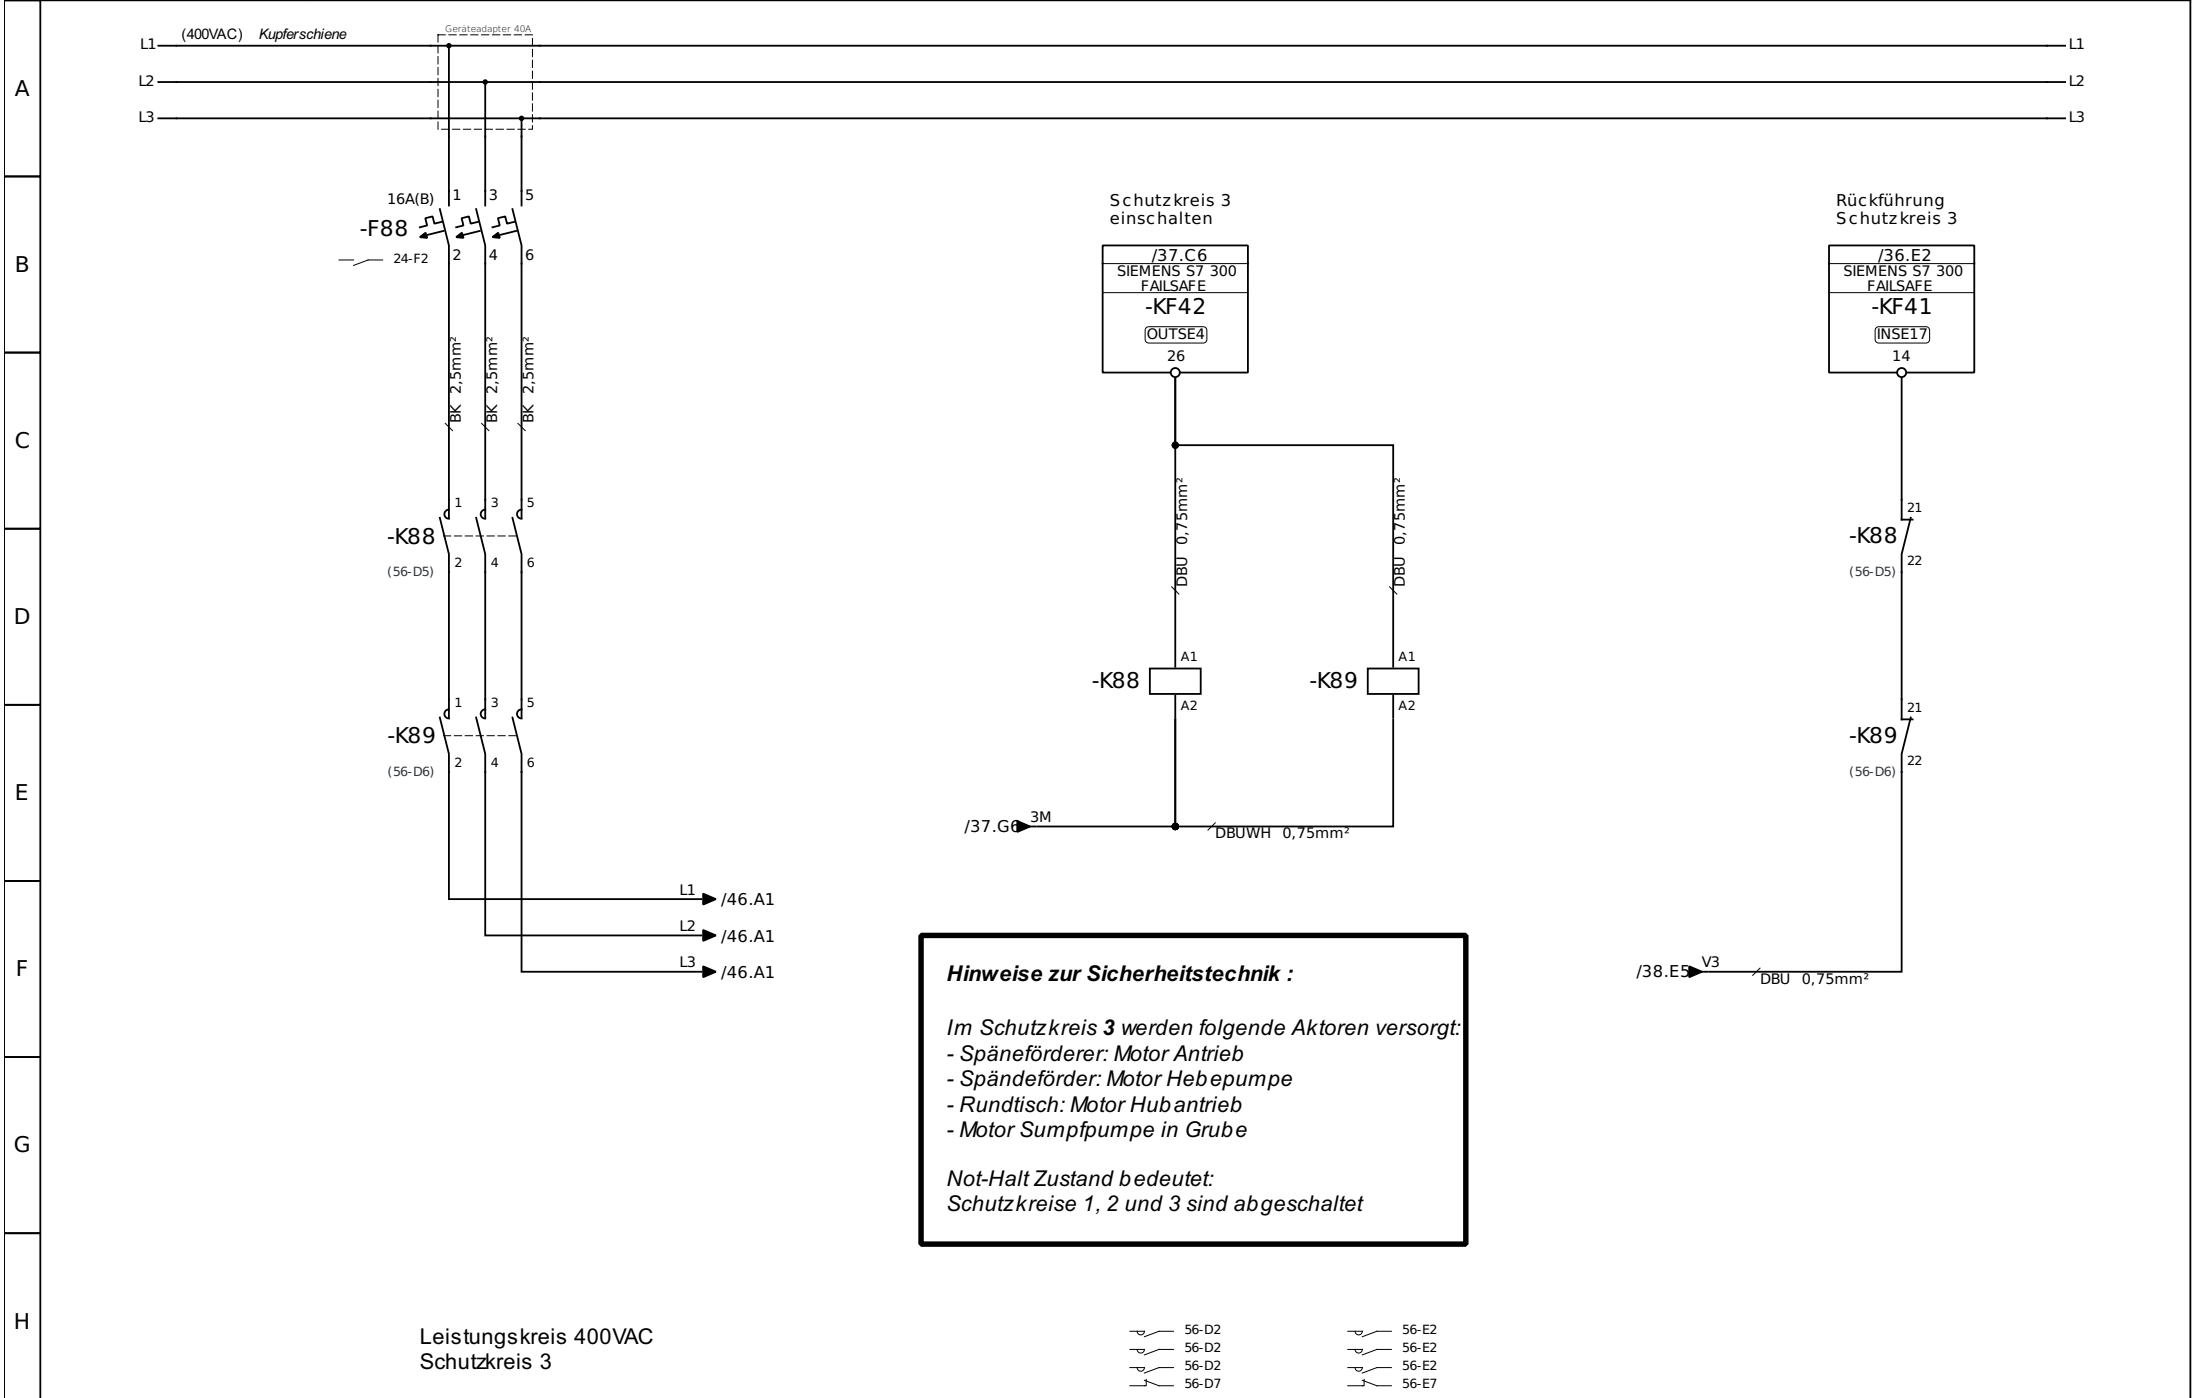 Geräteadapter 40A
L1 (400VAC) Kupferschiene L1
L2 L2
L3 L3
A
B
C
D
E
F
G
H
16A(B) 1 3 5
-F88
24-F2 2 4 6
BK 2,5mm² BK 2,5mm² BK 2,5mm²
1 3 5
-K88
(56-D5) 2 4 6
1 3 5
-K89
(56-D6) 2 4 6
L1 /46.A1
L2 /46.A1
L3 /46.A1
Schutzkreis 3
einschalten
/37.C6
SIEMENS S7 300
FAILSAFE
-KF42
OUTSE4
26
DBU 0,75mm² DBU 0,75mm²
A1 A1
-K88 -K89
A2 A2
/37.G6 3M
DBUWH 0,75mm²
Rückführung
Schutzkreis 3
/36.E2
SIEMENS S7 300
FAILSAFE
-KF41
INSE17
14
21
-K88
(56-D5) 22
21
-K89
(56-D6) 22
/38.E5 V3
DBU 0,75mm²
Hinweise zur Sicherheitstechnik :
Im Schutzkreis 3 werden folgende Aktoren versorgt:
- Späneförderer: Motor Antrieb
- Spändeförder: Motor Hebepumpe
- Rundtisch: Motor Hubantrieb
- Motor Sumpfpumpe in Grube
Not-Halt Zustand bedeutet:
Schutzkreise 1, 2 und 3 sind abgeschaltet
Leistungskreis 400VAC
Schutzkreis 3
56-D2 56-E2
56-D2 56-E2
56-D2 56-E2
56-D7 56-E7